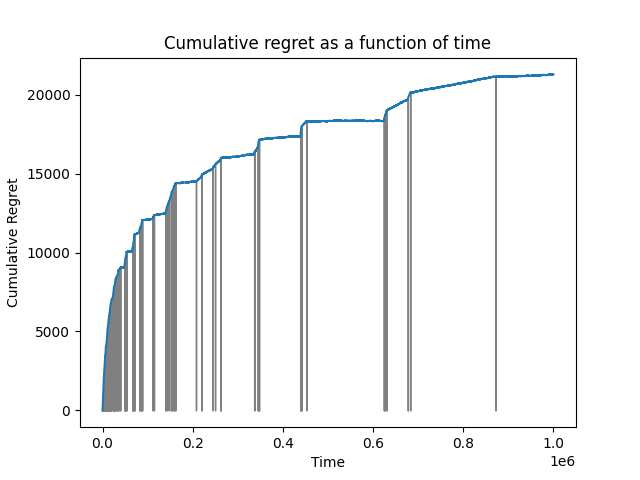 Cumulative regret as a function of time
Cumulative Regret
20000
15000
10000
5000
0
0.0 0.2 0.4 0.6 0.8 1.0
1e6
Time